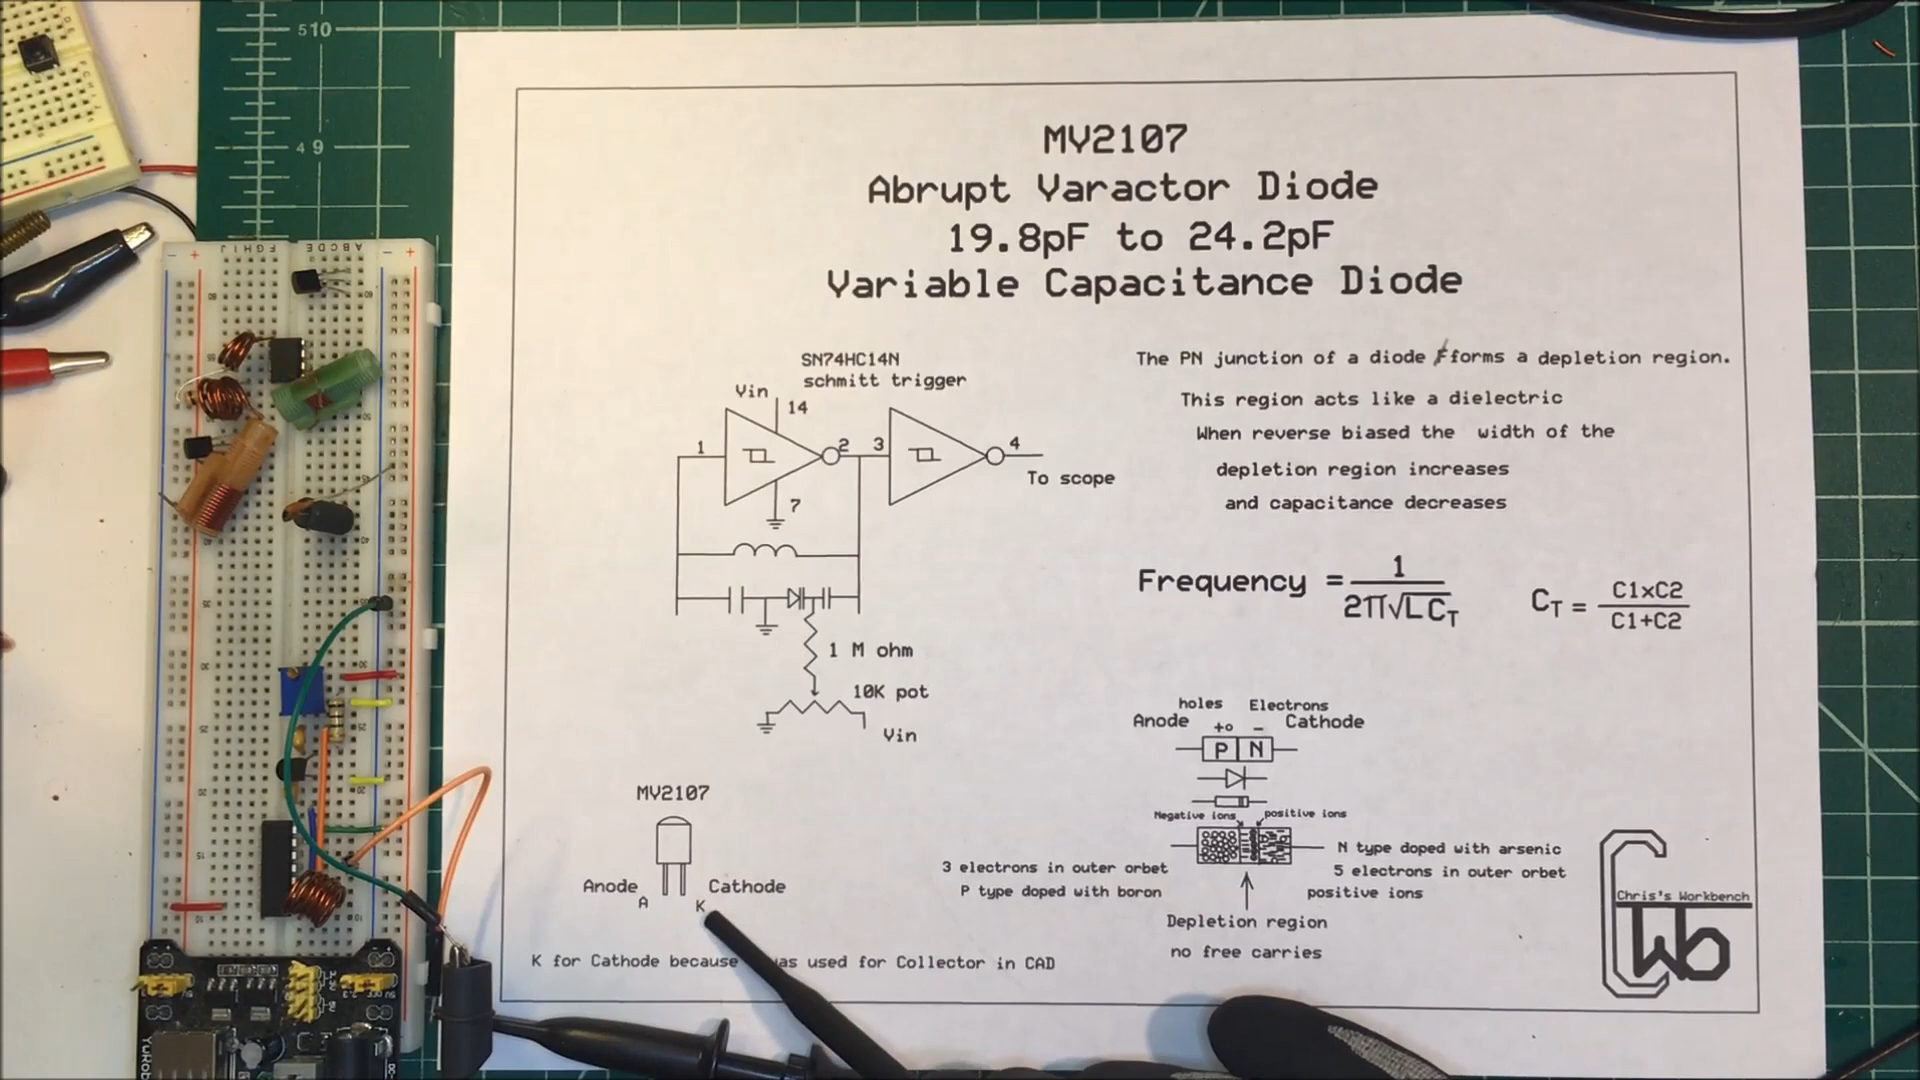 510
49
MV2107
Abrupt Varactor Diode
19.8pF to 24.2pF
Variable Capacitance Diode
SN74HC14N
schmitt trigger
Vin
14
1
2
3
4
7
To scope
1 M ohm
10K pot
Vin
The PN junction of a diode forms a depletion region.
This region acts like a dielectric
When reverse biased the width of the
depletion region increases
and capacitance decreases
Frequency = 1 / 2π√LCT
CT = C1xC2 / C1+C2
holes Electrons
Anode +o - Cathode
P N
Negative ions positive ions
3 electrons in outer orbet
P type doped with boron
N type doped with arsenic
5 electrons in outer orbet
positive ions
Depletion region
no free carries
MV2107
Anode Cathode
A K
K for Cathode because was used for Collector in CAD
Chris's Workbench
CWb